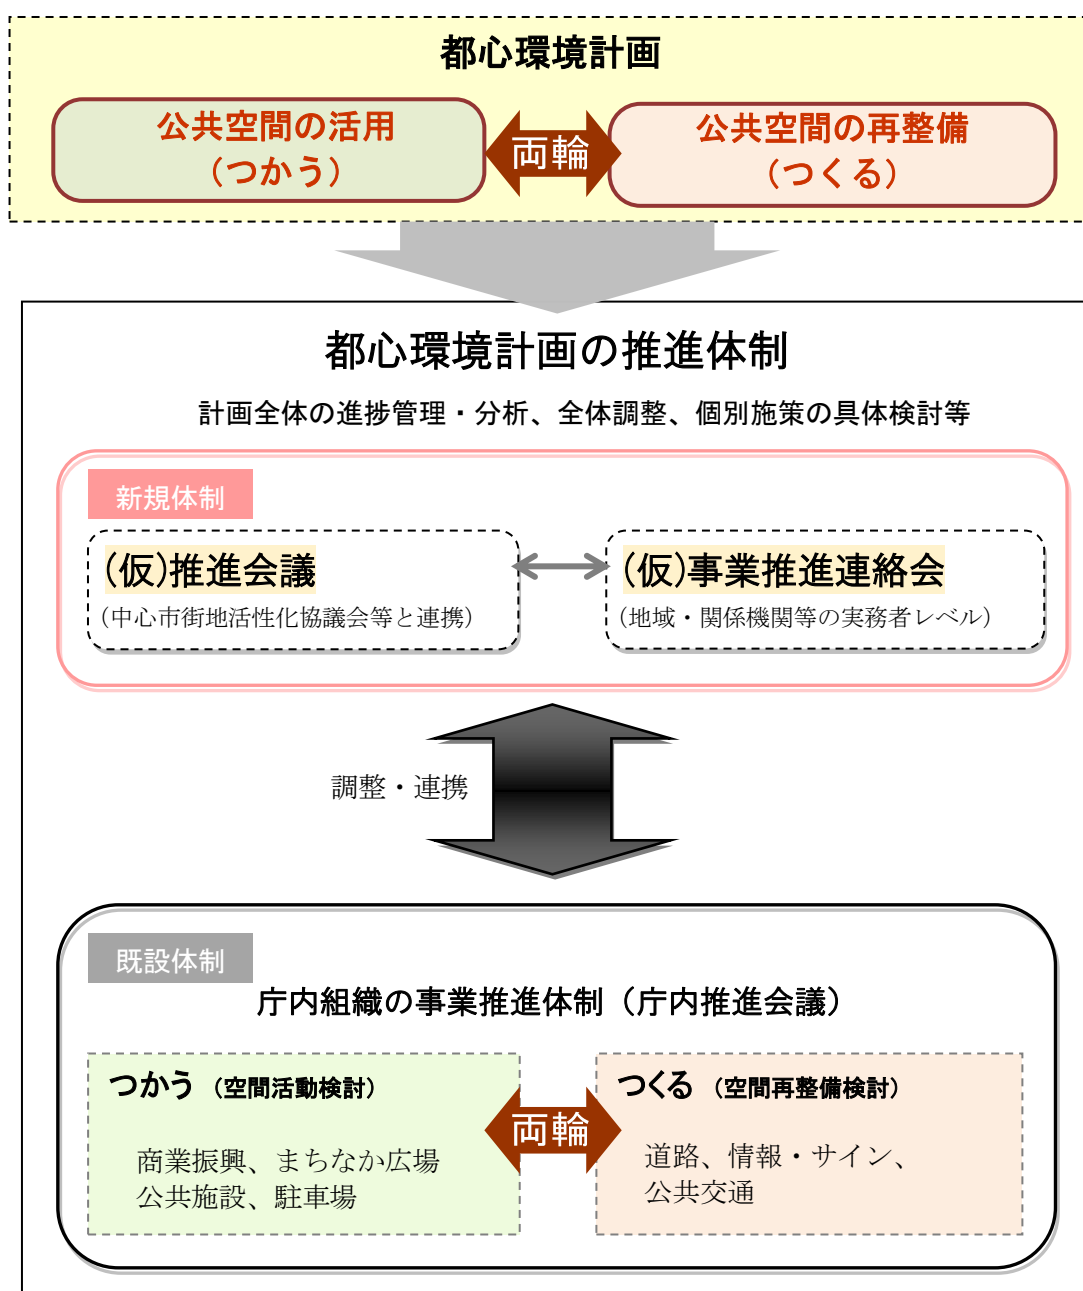 都心環境計画
公共空間の活用
（つかう）
両輪
公共空間の再整備
（つくる）
都心環境計画の推進体制
計画全体の進捗管理・分析、全体調整、個別施策の具体検討等
新規体制
(仮)推進会議
（中心市街地活性化協議会等と連携）
(仮)事業推進連絡会
（地域・関係機関等の実務者レベル）
調整・連携
既設体制
庁内組織の事業推進体制（庁内推進会議）
つかう（空間活動検討）
商業振興、まちなか広場
公共施設、駐車場
両輪
つくる（空間再整備検討）
道路、情報・サイン、
公共交通